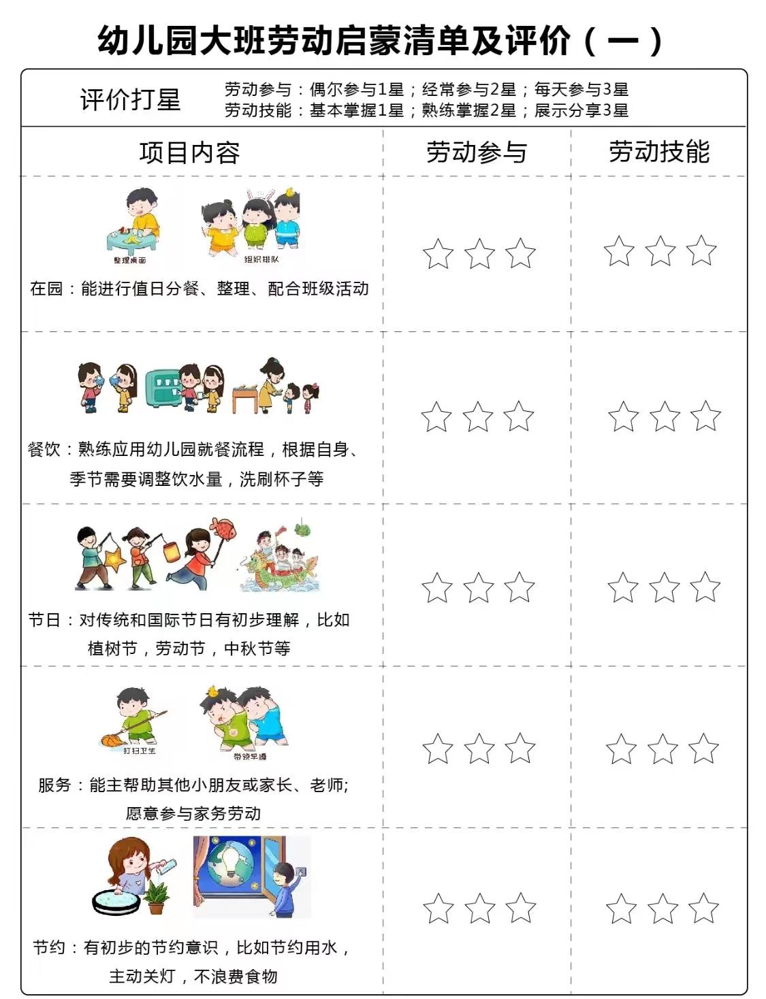 幼儿园大班劳动启蒙清单及评价（一）
评价打星
劳动参与：偶尔参与1星；经常参与2星；每天参与3星
劳动技能：基本掌握1星；熟练掌握2星；展示分享3星
项目内容
劳动参与
劳动技能
整理桌面
组织排队
在园：能进行值日分餐、整理、配合班级活动
餐饮：熟练应用幼儿园就餐流程，根据自身、
季节需要调整饮水量，洗刷杯子等
节日：对传统和国际节日有初步理解，比如
植树节，劳动节，中秋节等
打扫卫生
带领早操
服务：能主帮助其他小朋友或家长、老师;
愿意参与家务劳动
节约：有初步的节约意识，比如节约用水，
主动关灯，不浪费食物